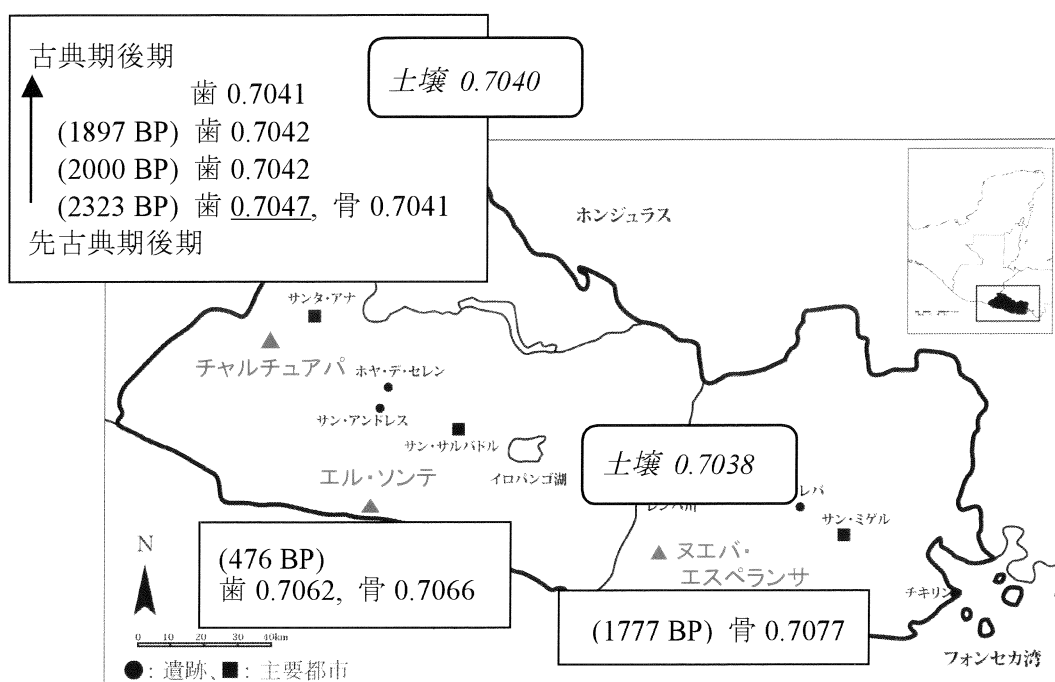 古典期後期
歯 0.7041
(1897 BP) 歯 0.7042
(2000 BP) 歯 0.7042
(2323 BP) 歯 0.7047, 骨 0.7041
先古典期後期
土壌 0.7040
ホンジュラス
サンタ・アナ
チャルチュアパ
ホヤ・デ・セレン
サン・アンドレス
サン・サルバドル
イロパンゴ湖
エル・ソンテ
土壌 0.7038
レパ
サン・ミゲル
ヌエバ・
エスペランサ
チキリン
フォンセカ湾
(476 BP)
歯 0.7062, 骨 0.7066
(1777 BP) 骨 0.7077
N
0 10 20 30 40km
●: 遺跡、■: 主要都市